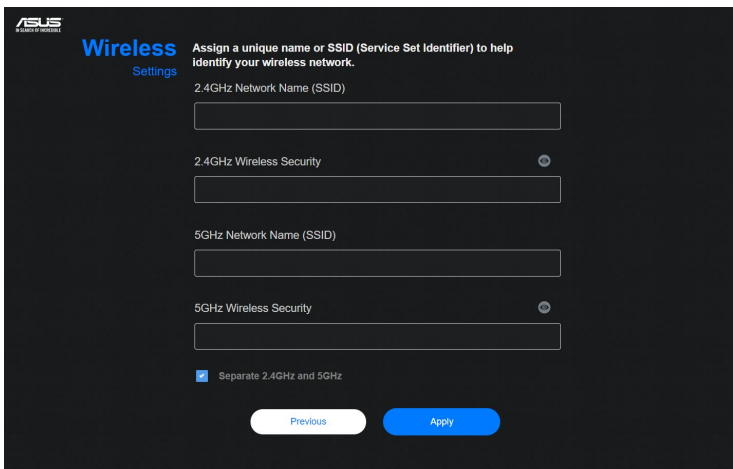 ASUS
IN SEARCH OF INCREDIBLE
Wireless
Settings
Assign a unique name or SSID (Service Set Identifier) to help
identify your wireless network.
2.4GHz Network Name (SSID)
2.4GHz Wireless Security
5GHz Network Name (SSID)
5GHz Wireless Security
Separate 2.4GHz and 5GHz
Previous
Apply